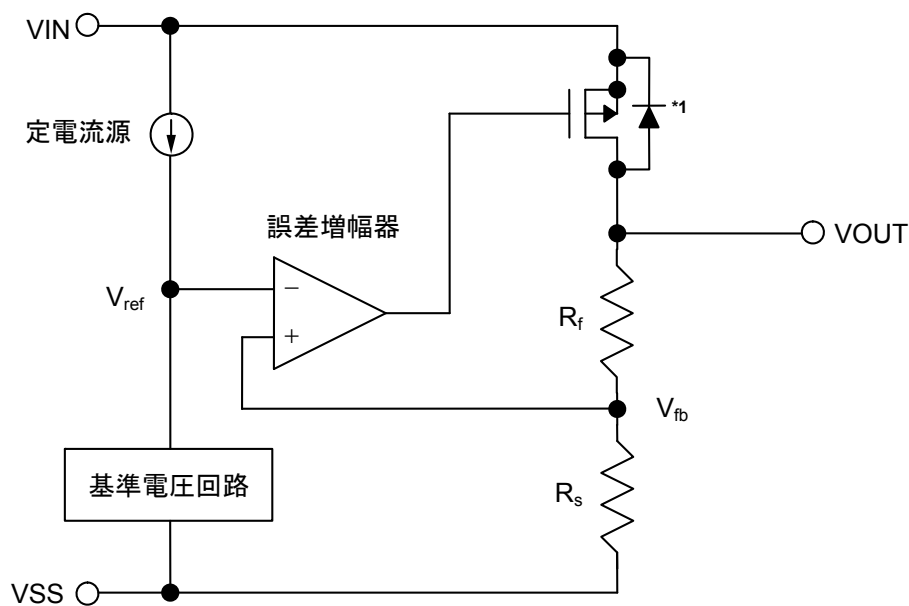 VIN
*1
定電流源
誤差増幅器
VOUT
Vref
−
Rf
+
Vfb
基準電圧回路
Rs
VSS